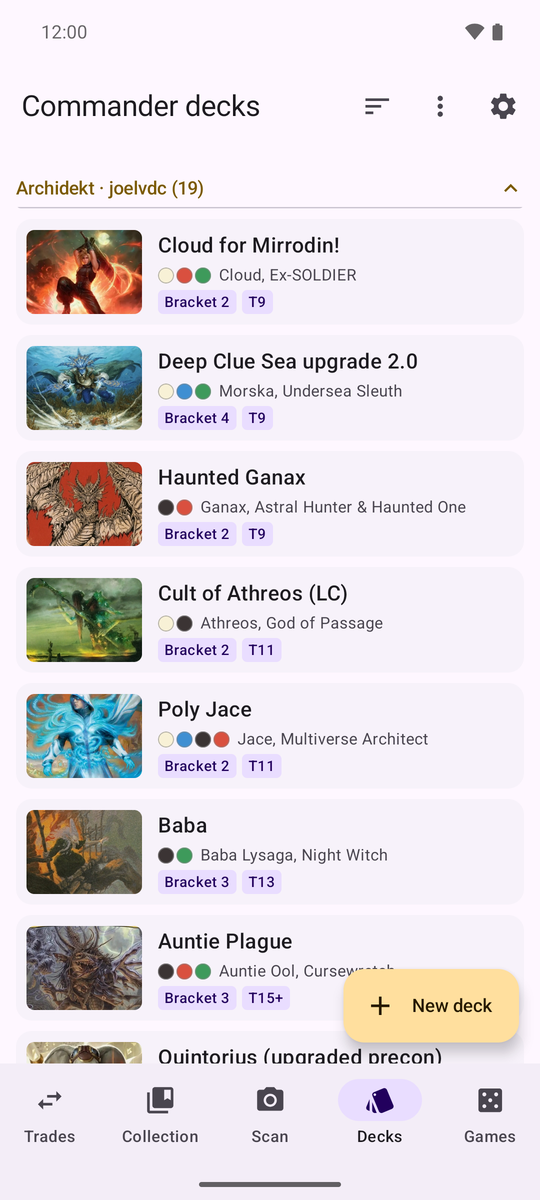 12:00
Commander decks
Archidekt · joelvdc (19)
Cloud for Mirrodin!
Cloud, Ex-SOLDIER
Bracket 2 T9
Deep Clue Sea upgrade 2.0
Morska, Undersea Sleuth
Bracket 4 T9
Haunted Ganax
Ganax, Astral Hunter & Haunted One
Bracket 2 T9
Cult of Athreos (LC)
Athreos, God of Passage
Bracket 2 T11
Poly Jace
Jace, Multiverse Architect
Bracket 2 T11
Baba
Baba Lysaga, Night Witch
Bracket 3 T13
Auntie Plague
Auntie Ool, Cursewretch
Bracket 3 T15+
New deck
Quintorius (upgraded precon)
Trades Collection Scan Decks Games